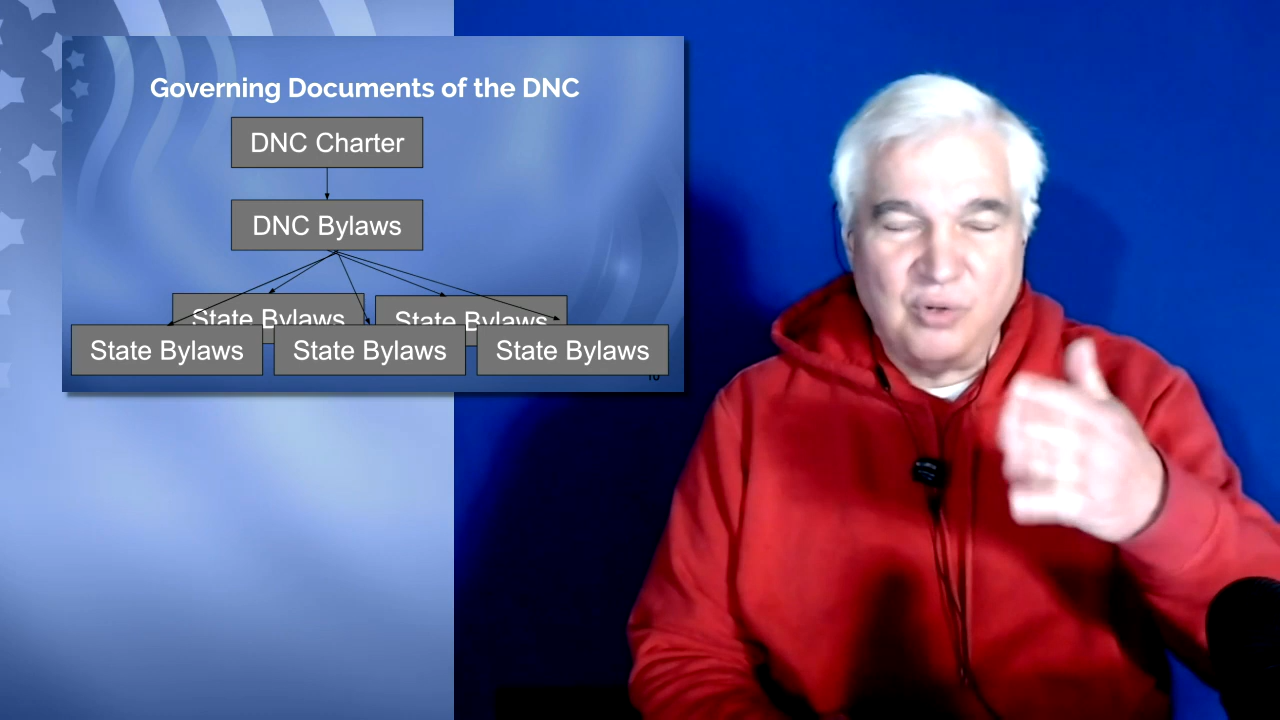 Governing Documents of the DNC
DNC Charter
DNC Bylaws
State Bylaws State Bylaws
State Bylaws State Bylaws State Bylaws